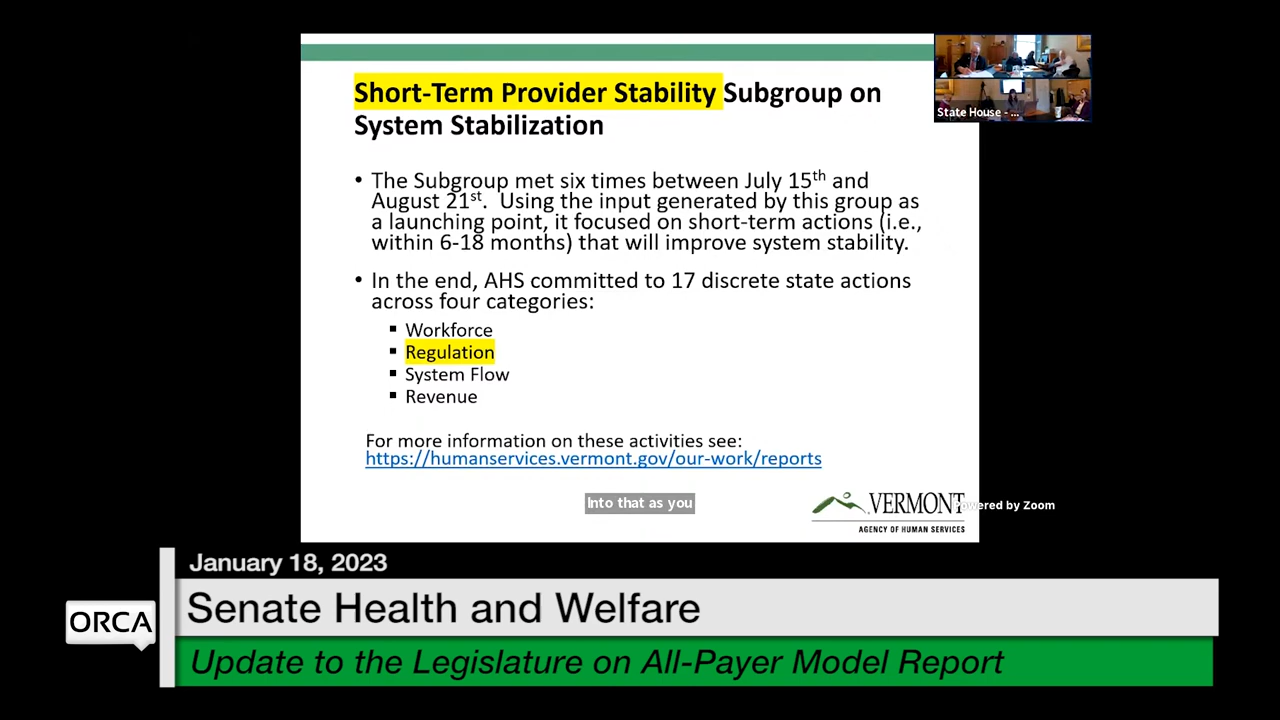 Short-Term Provider Stability Subgroup on
System Stabilization
• The Subgroup met six times between July 15th and
August 21st. Using the input generated by this group as
a launching point, it focused on short-term actions (i.e.,
within 6-18 months) that will improve system stability.
• In the end, AHS committed to 17 discrete state actions
across four categories:
▪ Workforce
▪ Regulation
▪ System Flow
▪ Revenue
For more information on these activities see:
https://humanservices.vermont.gov/our-work/reports
Into that as you
VERMONT
AGENCY OF HUMAN SERVICES
Powered by Zoom
State House - ...
January 18, 2023
ORCA
Senate Health and Welfare
Update to the Legislature on All-Payer Model Report